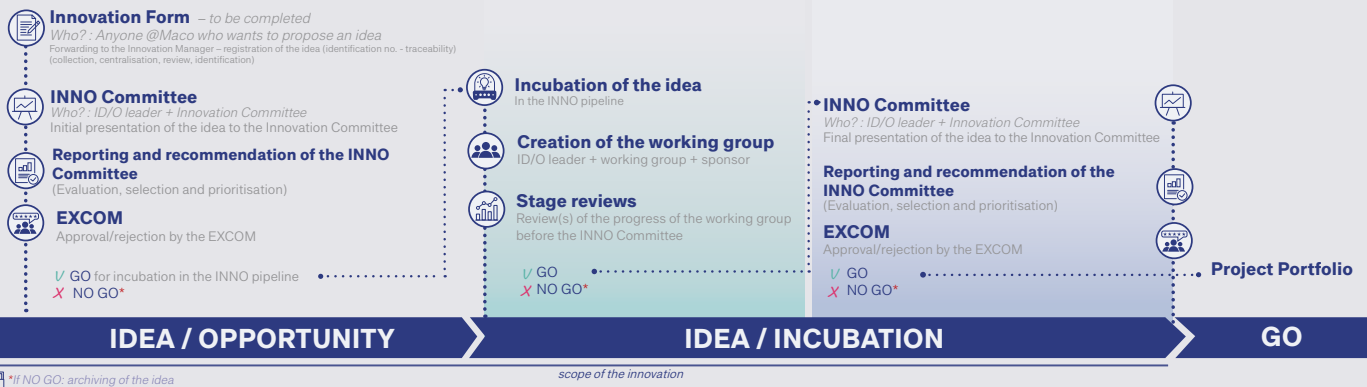 Innovation Form – to be completed
Who? : Anyone @Maco who wants to propose an idea
Forwarding to the Innovation Manager – registration of the idea (identification no. - traceability)
(collection, centralisation, review, identification)
INNO Committee
Who? : ID/O leader + Innovation Committee
Initial presentation of the idea to the Innovation Committee
Reporting and recommendation of the INNO
Committee
(Evaluation, selection and prioritisation)
EXCOM
Approval/rejection by the EXCOM
V GO for incubation in the INNO pipeline
X NO GO*
Incubation of the idea
In the INNO pipeline
Creation of the working group
ID/O leader + working group + sponsor
Stage reviews
Review(s) of the progress of the working group
before the INNO Committee
V GO
X NO GO*
INNO Committee
Who? : ID/O leader + Innovation Committee
Final presentation of the idea to the Innovation Committee
Reporting and recommendation of the
INNO Committee
(Evaluation, selection and prioritisation)
EXCOM
Approval/rejection by the EXCOM
V GO
X NO GO*
Project Portfolio
IDEA / OPPORTUNITY
IDEA / INCUBATION
GO
scope of the innovation
*If NO GO: archiving of the idea